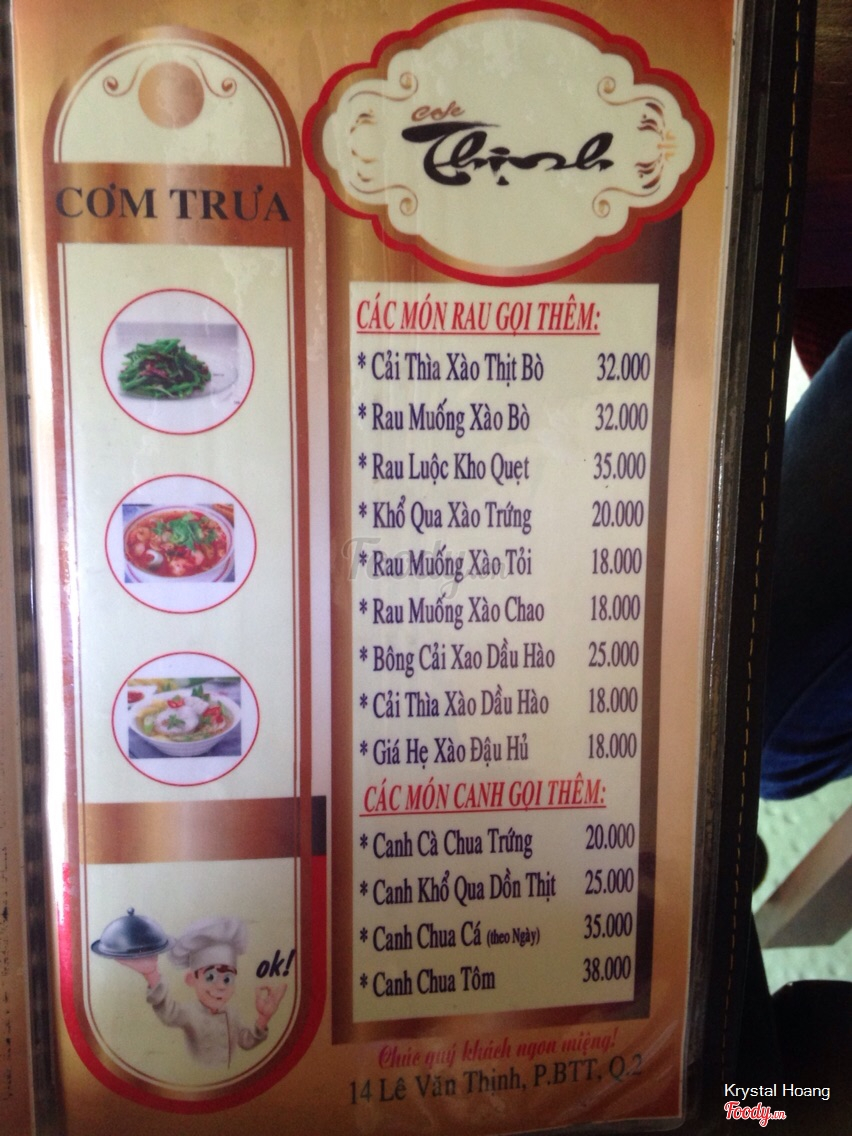 CƠM TRƯA
Cafe
Thịnh
CÁC MÓN RAU GỌI THÊM:
* Cải Thìa Xào Thịt Bò 32.000
* Rau Muống Xào Bò 32.000
* Rau Luộc Kho Quẹt 35.000
* Khổ Qua Xào Trứng 20.000
* Rau Muống Xào Tỏi 18.000
* Rau Muống Xào Chao 18.000
* Bông Cải Xao Dầu Hào 25.000
* Cải Thìa Xào Dầu Hào 18.000
* Giá Hẹ Xào Đậu Hủ 18.000
CÁC MÓN CANH GỌI THÊM:
* Canh Cà Chua Trứng 20.000
* Canh Khổ Qua Dồn Thịt 25.000
* Canh Chua Cá (theo Ngày) 35.000
* Canh Chua Tôm 38.000
ok!
Chúc quý khách ngon miệng!
14 Lê Văn Thịnh, P.BTT, Q.2
Foody.vn
Krystal Hoang
Foody.vn